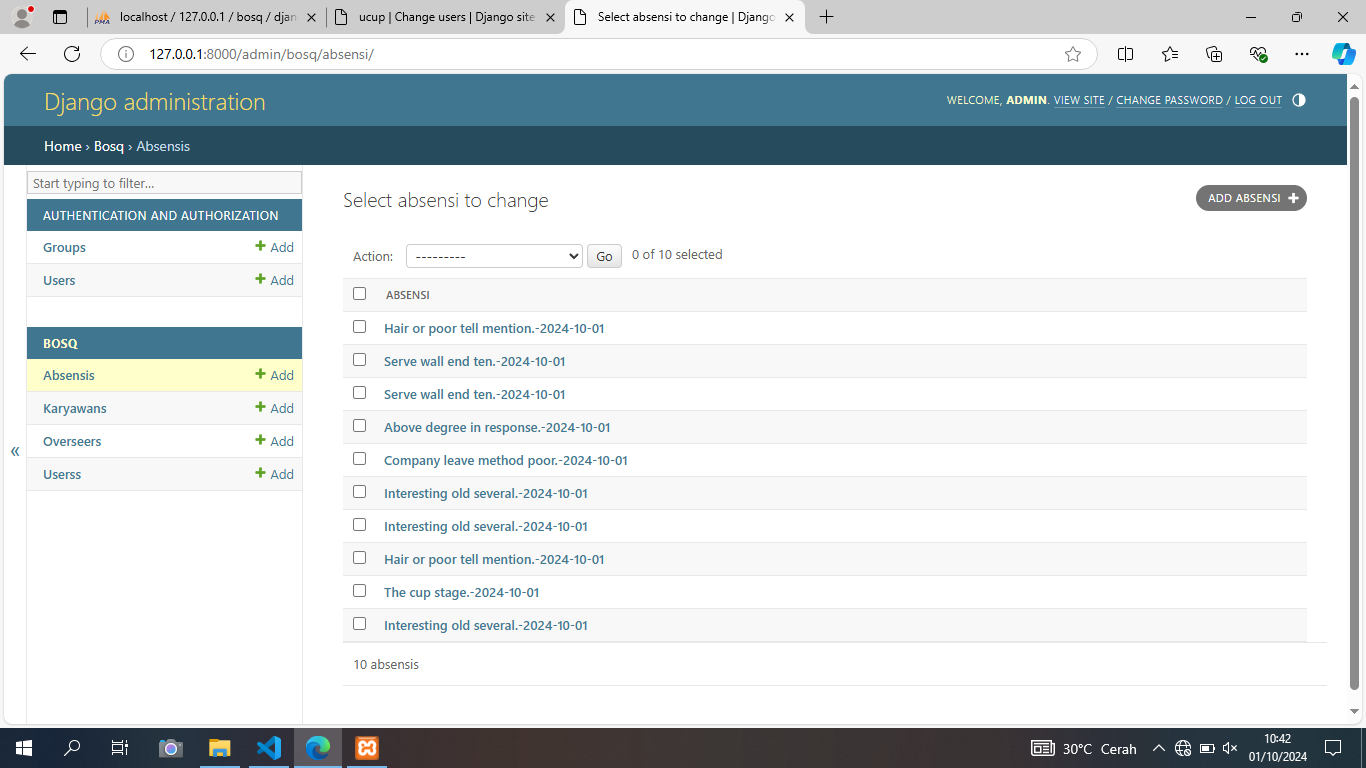 localhost / 127.0.0.1 / bosq / djan
ucup | Change users | Django site
Select absensi to change | Django
127.0.0.1:8000/admin/bosq/absensi/
Django administration
WELCOME, ADMIN. VIEW SITE / CHANGE PASSWORD / LOG OUT
Home › Bosq › Absensis
Start typing to filter...
AUTHENTICATION AND AUTHORIZATION
Groups + Add
Users + Add
BOSQ
Absensis + Add
Karyawans + Add
Overseers + Add
Userss + Add
«
Select absensi to change
ADD ABSENSI +
Action: --------- Go 0 of 10 selected
ABSENSI
Hair or poor tell mention.-2024-10-01
Serve wall end ten.-2024-10-01
Serve wall end ten.-2024-10-01
Above degree in response.-2024-10-01
Company leave method poor.-2024-10-01
Interesting old several.-2024-10-01
Interesting old several.-2024-10-01
Hair or poor tell mention.-2024-10-01
The cup stage.-2024-10-01
Interesting old several.-2024-10-01
10 absensis
30°C Cerah
10:42
01/10/2024